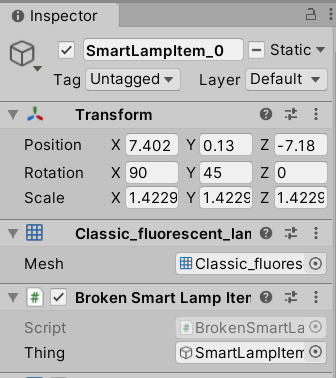 Inspector
SmartLampItem_0 Static
Tag Untagged Layer Default
Transform
Position X 7.402 Y 0.13 Z -7.18
Rotation X 90 Y 45 Z 0
Scale X 1.4229 Y 1.4229 Z 1.4229
Classic_fluorescent_lan
Mesh Classic_fluores
# Broken Smart Lamp Iter
Script # BrokenSmartLa
Thing SmartLampItem